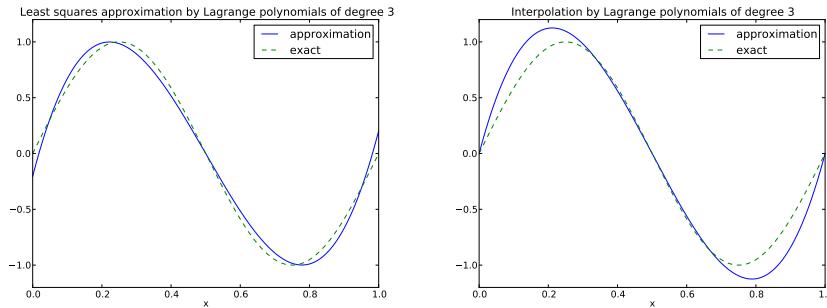 Least squares approximation by Lagrange polynomials of degree 3
approximation
exact
1.0
0.5
0.0
−0.5
−1.0
0.0
0.2
0.4
0.6
0.8
1.0
x
Interpolation by Lagrange polynomials of degree 3
approximation
exact
1.0
0.5
0.0
−0.5
−1.0
0.0
0.2
0.4
0.6
0.8
x